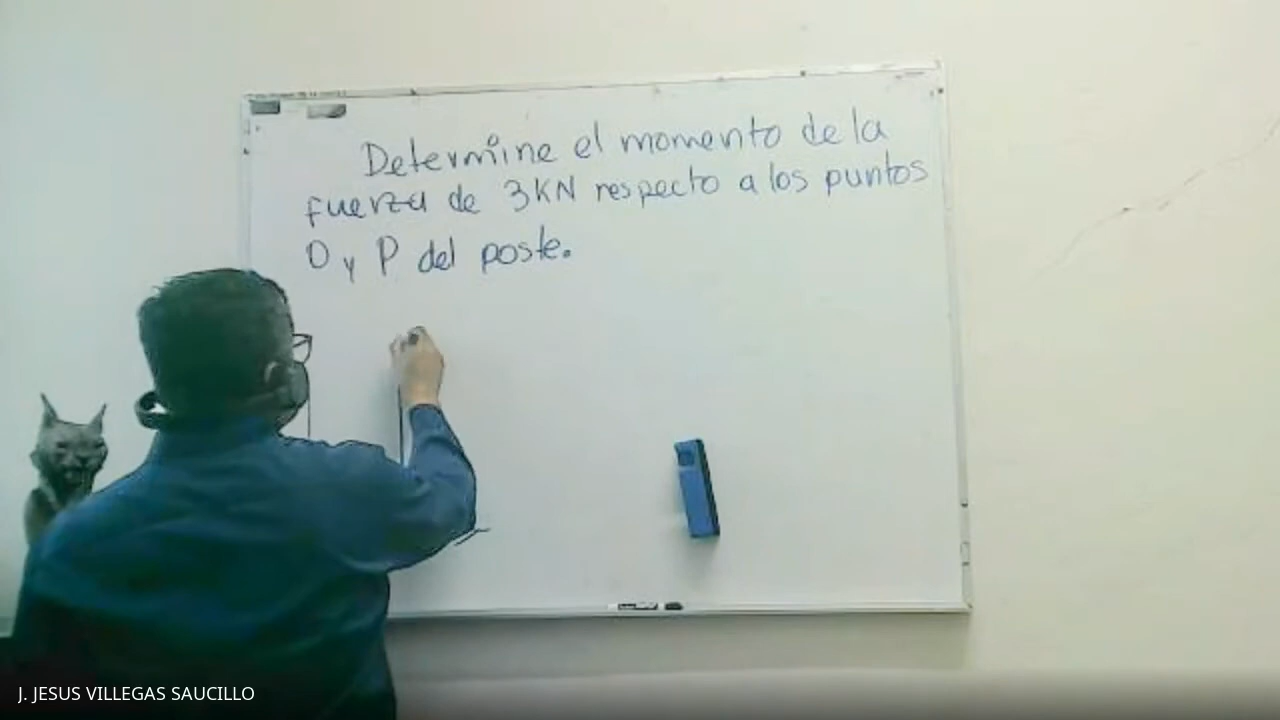 Determine el momento de la
fuerza de 3KN respecto a los puntos
O y P del poste.
J. JESUS VILLEGAS SAUCILLO